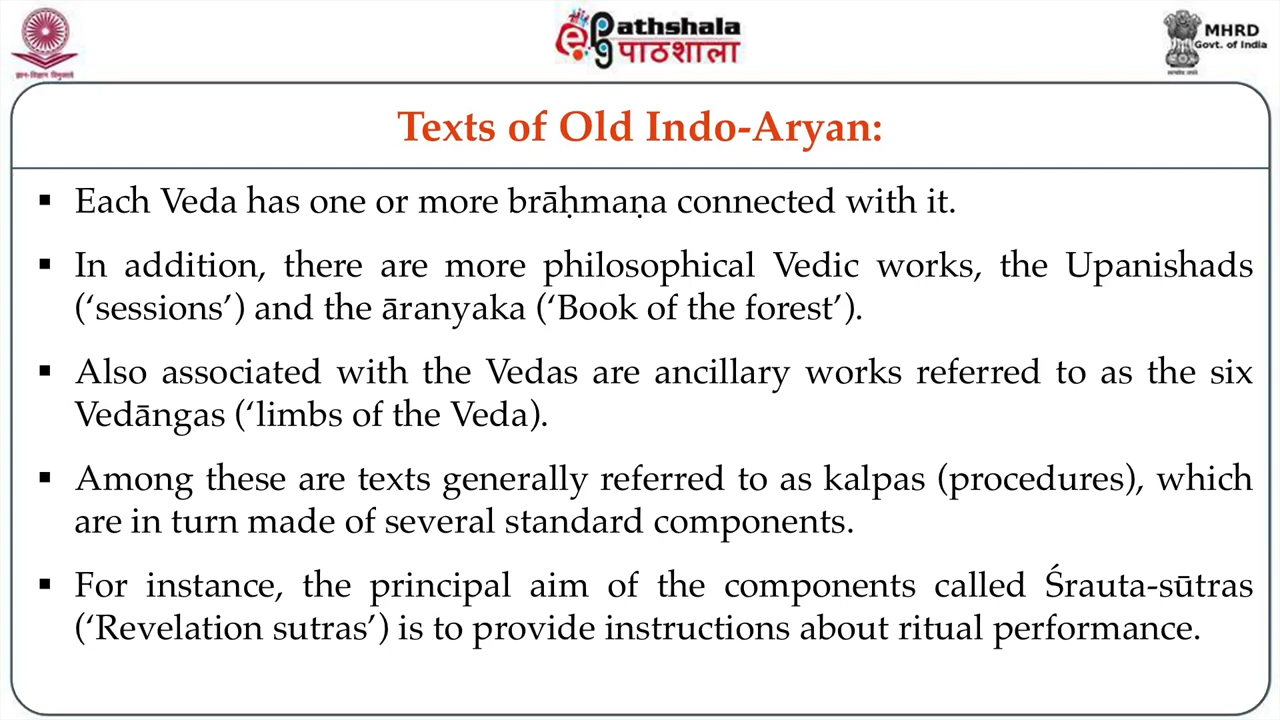 ज्ञान-विज्ञान विमुक्तये
ePG Pathshala
पाठशाला
MHRD
Govt. of India
Texts of Old Indo-Aryan:
▪ Each Veda has one or more brāḥmaṇa connected with it.
▪ In addition, there are more philosophical Vedic works, the Upanishads
(‘sessions’) and the āranyaka (‘Book of the forest’).
▪ Also associated with the Vedas are ancillary works referred to as the six
Vedāngas (‘limbs of the Veda).
▪ Among these are texts generally referred to as kalpas (procedures), which
are in turn made of several standard components.
▪ For instance, the principal aim of the components called Śrauta-sūtras
(‘Revelation sutras’) is to provide instructions about ritual performance.